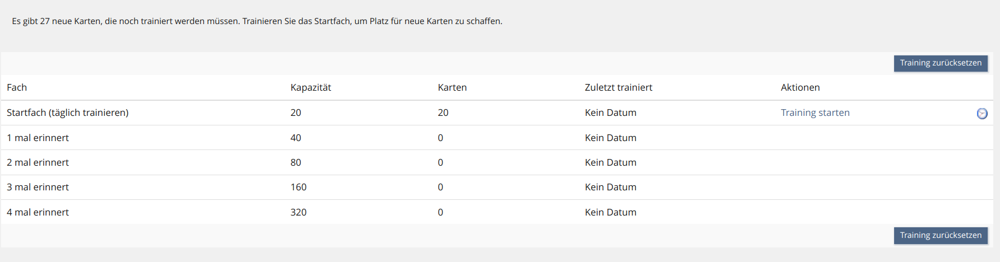 Es gibt 27 neue Karten, die noch trainiert werden müssen. Trainieren Sie das Startfach, um Platz für neue Karten zu schaffen.
Training zurücksetzen
Fach Kapazität Karten Zuletzt trainiert Aktionen
Startfach (täglich trainieren) 20 20 Kein Datum Training starten
1 mal erinnert 40 0 Kein Datum
2 mal erinnert 80 0 Kein Datum
3 mal erinnert 160 0 Kein Datum
4 mal erinnert 320 0 Kein Datum
Training zurücksetzen